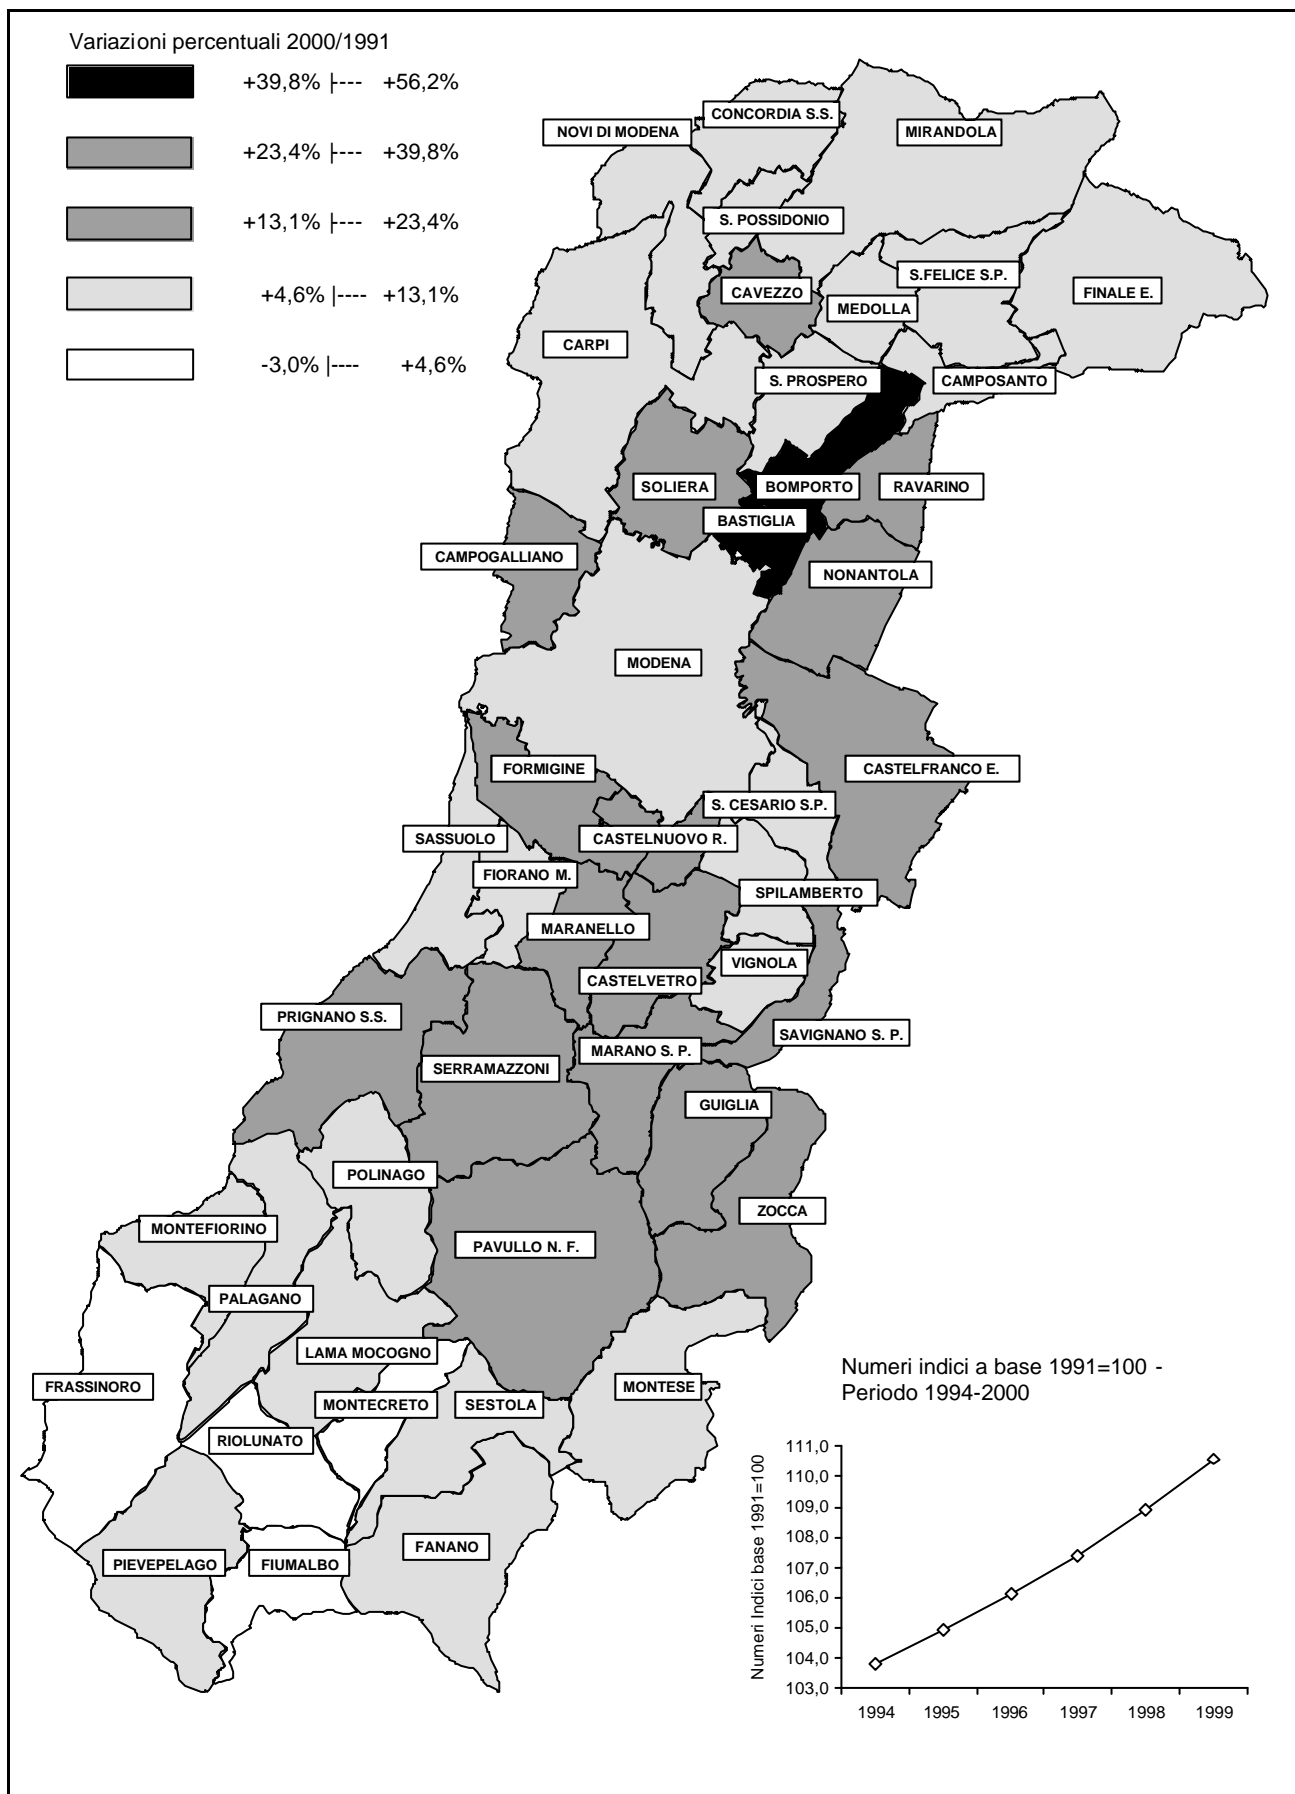 Variazioni percentuali 2000/1991
+39,8% ├---- +56,2%
+23,4% ├---- +39,8%
+13,1% ├---- +23,4%
+4,6% |---- +13,1%
-3,0% |---- +4,6%
CONCORDIA S.S.
NOVI DI MODENA
MIRANDOLA
S. POSSIDONIO
S.FELICE S.P.
CAVEZZO
FINALE E.
MEDOLLA
CARPI
S. PROSPERO
CAMPOSANTO
SOLIERA
BOMPORTO
RAVARINO
BASTIGLIA
CAMPOGALLIANO
NONANTOLA
MODENA
FORMIGINE
CASTELFRANCO E.
S. CESARIO S.P.
SASSUOLO
CASTELNUOVO R.
FIORANO M.
SPILAMBERTO
MARANELLO
VIGNOLA
CASTELVETRO
PRIGNANO S.S.
SAVIGNANO S. P.
MARANO S. P.
SERRAMAZZONI
GUIGLIA
POLINAGO
ZOCCA
MONTEFIORINO
PAVULLO N. F.
PALAGANO
LAMA MOCOGNO
FRASSINORO
MONTESE
MONTECRETO
SESTOLA
RIOLUNATO
FANANO
PIEVEPELAGO
FIUMALBO
Numeri indici a base 1991=100 -
Periodo 1994-2000
Numeri Indici base 1991=100
111,0
110,0
109,0
108,0
107,0
106,0
105,0
104,0
103,0
1994 1995 1996 1997 1998 1999